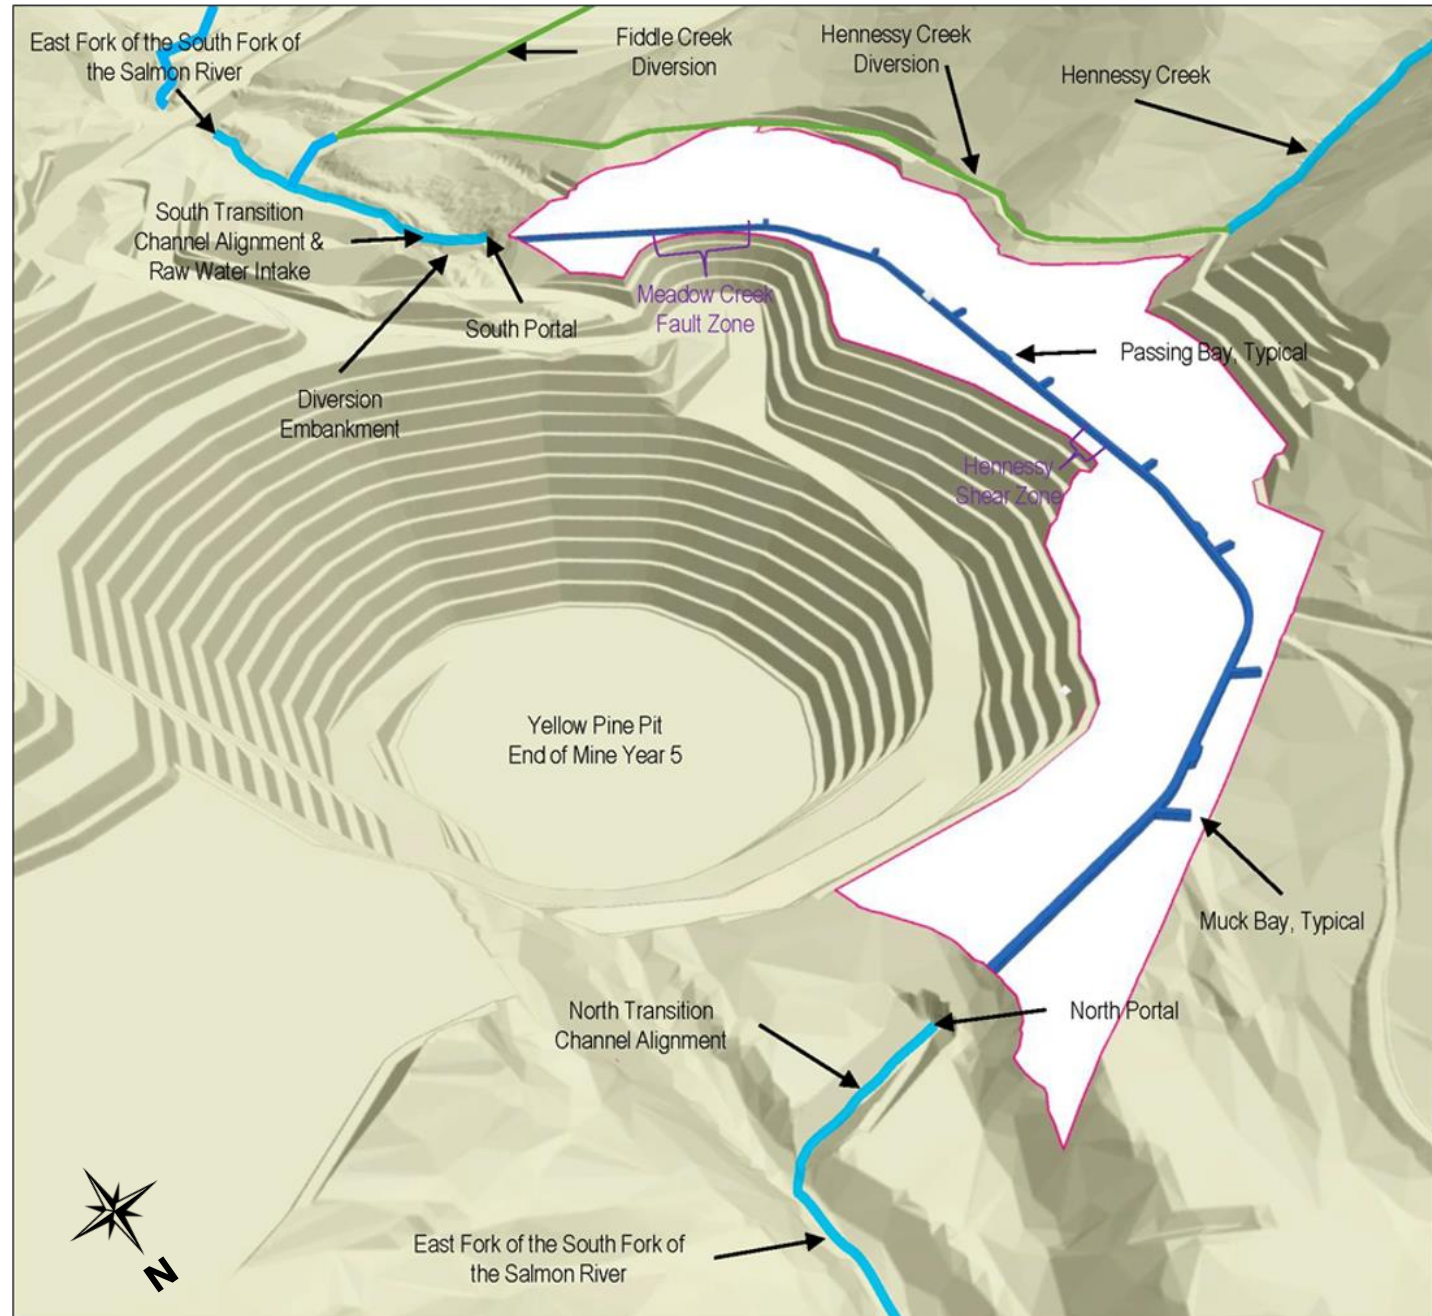 East Fork of the South Fork of
the Salmon River
Fiddle Creek
Diversion
Hennessy Creek
Diversion
Hennessy Creek
South Transition
Channel Alignment &
Raw Water Intake
South Portal
Meadow Creek
Fault Zone
Passing Bay, Typical
Diversion
Embankment
Hennessy
Shear Zone
Yellow Pine Pit
End of Mine Year 5
Muck Bay, Typical
North Transition
Channel Alignment
North Portal
East Fork of the South Fork of
the Salmon River
N